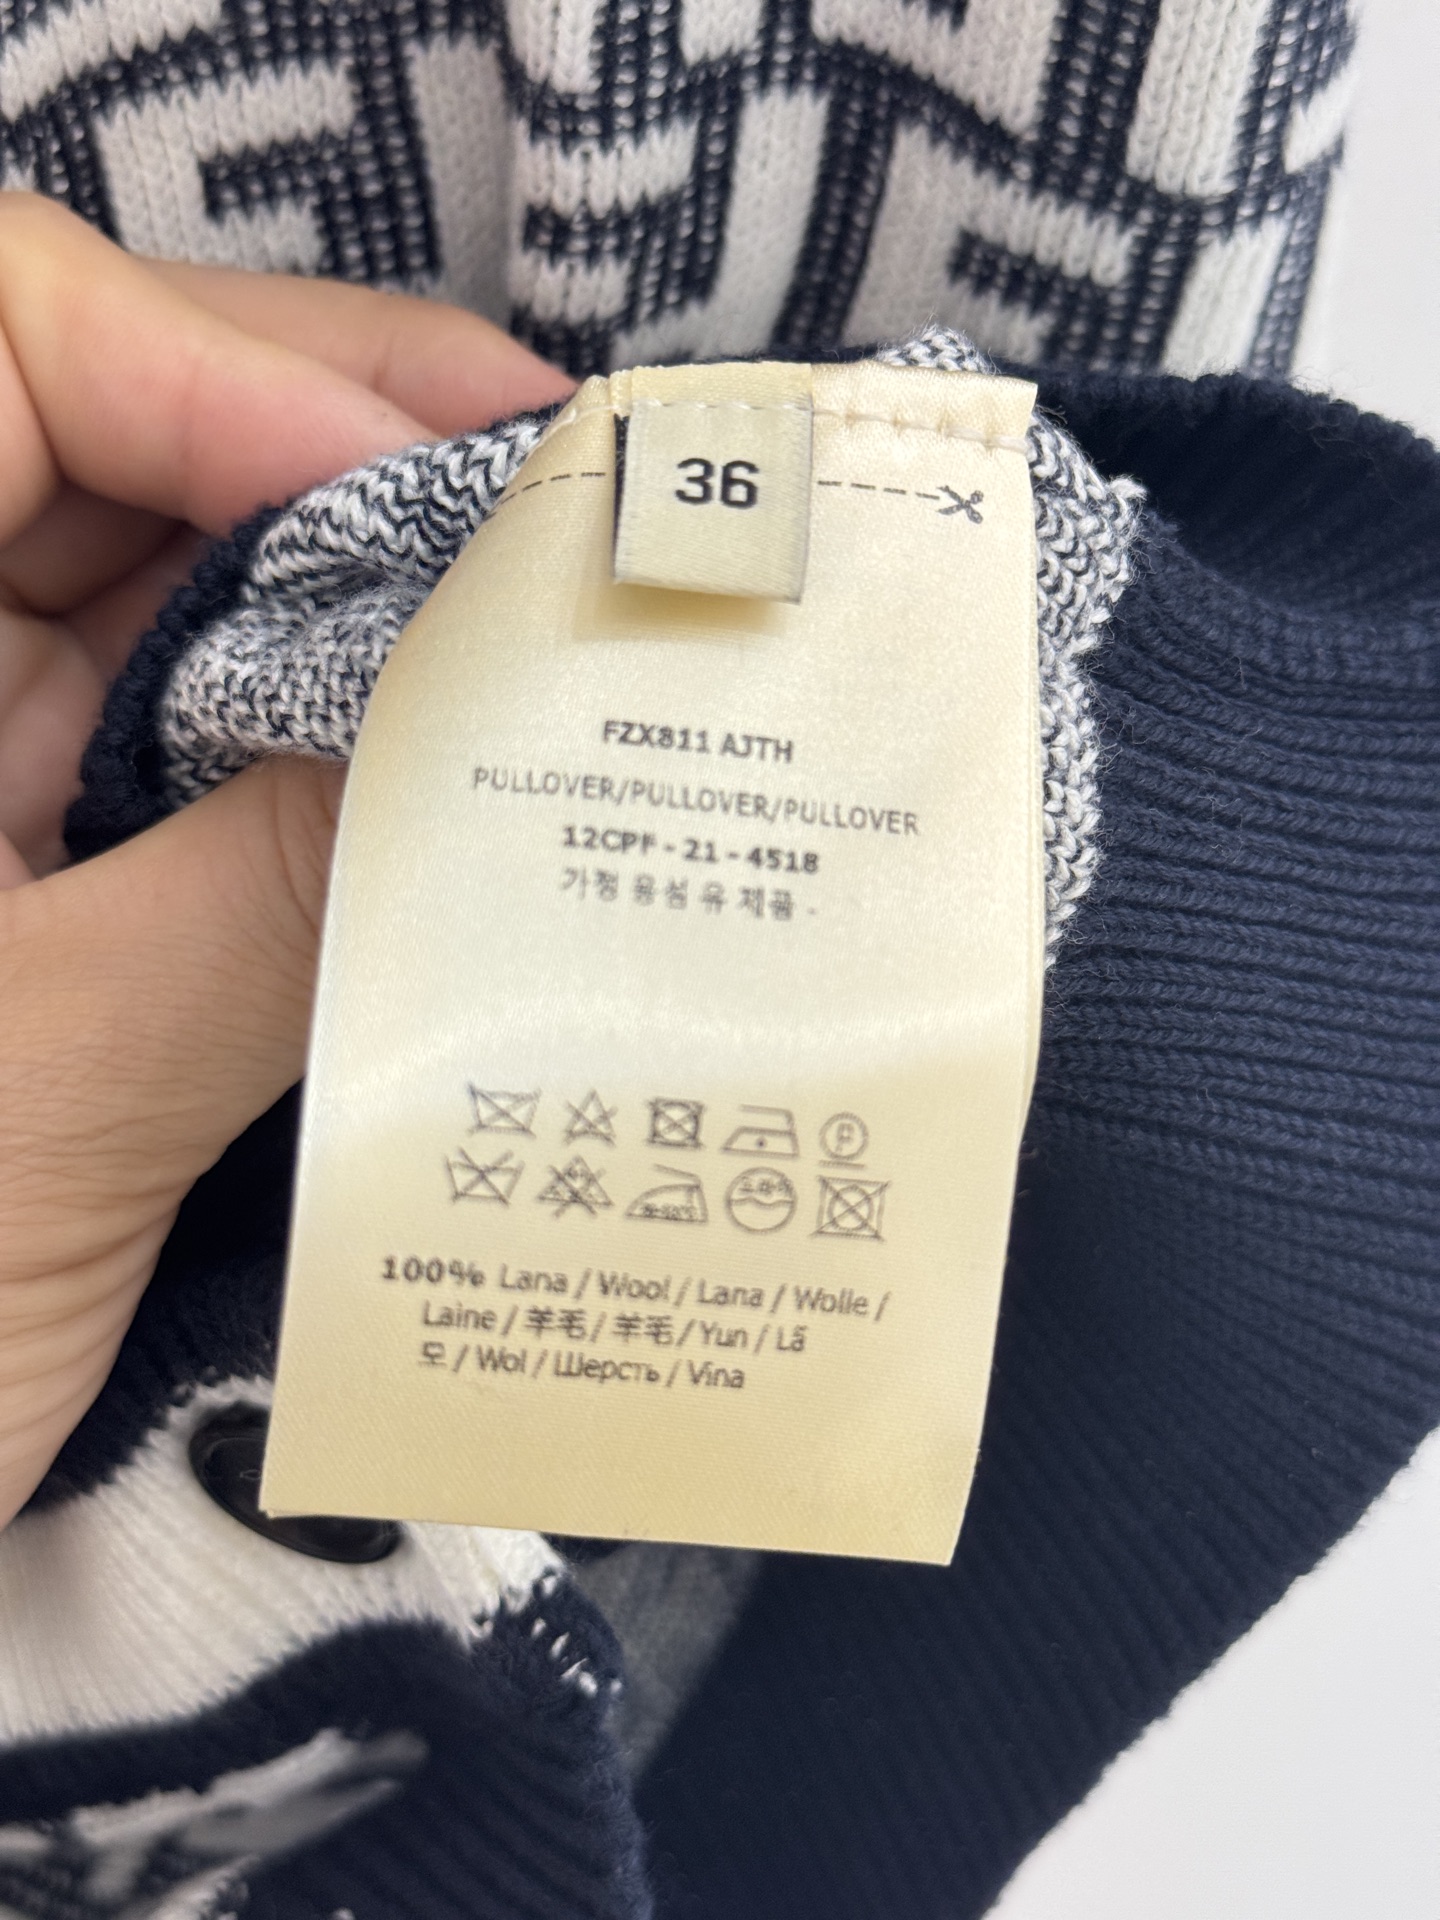 36
FZX811 AJTH
PULLOVER/PULLOVER/PULLOVER
12CPF - 21 - 4518
가정용섬유제품 -
P
100% Lana / Wool / Lana / Wolle /
Laine / 羊毛 / 羊毛 / Yun / Lã
모 / Wol / Шерсть / Vina